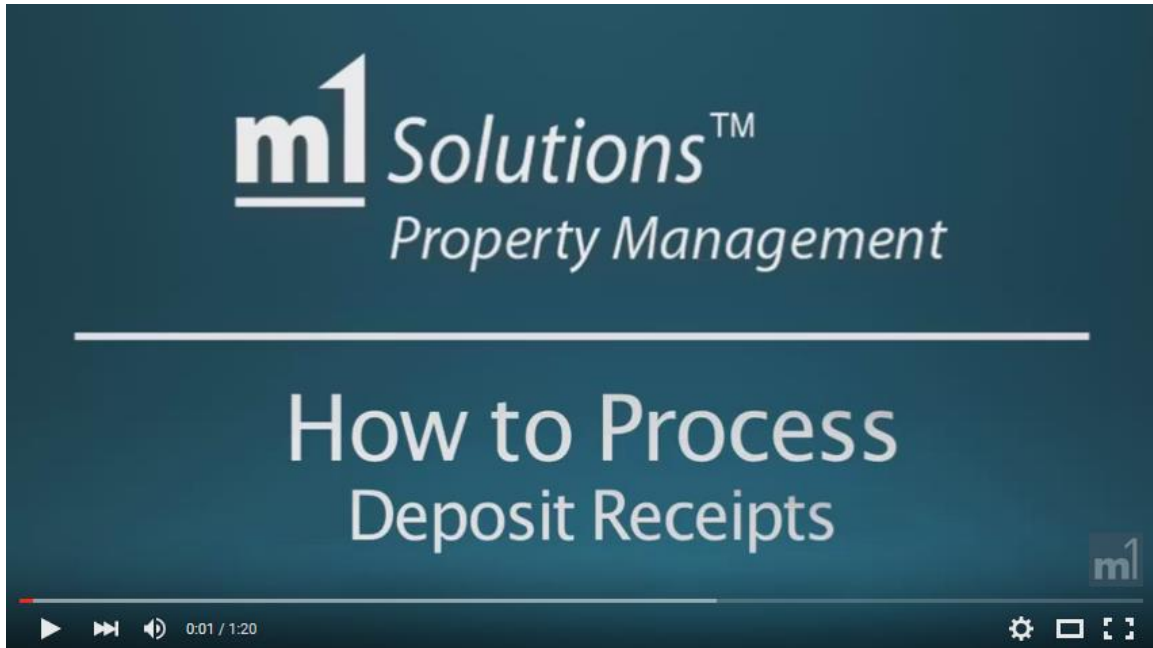 m1 Solutions™
Property Management
How to Process
Deposit Receipts
m1
0:01 / 1:20